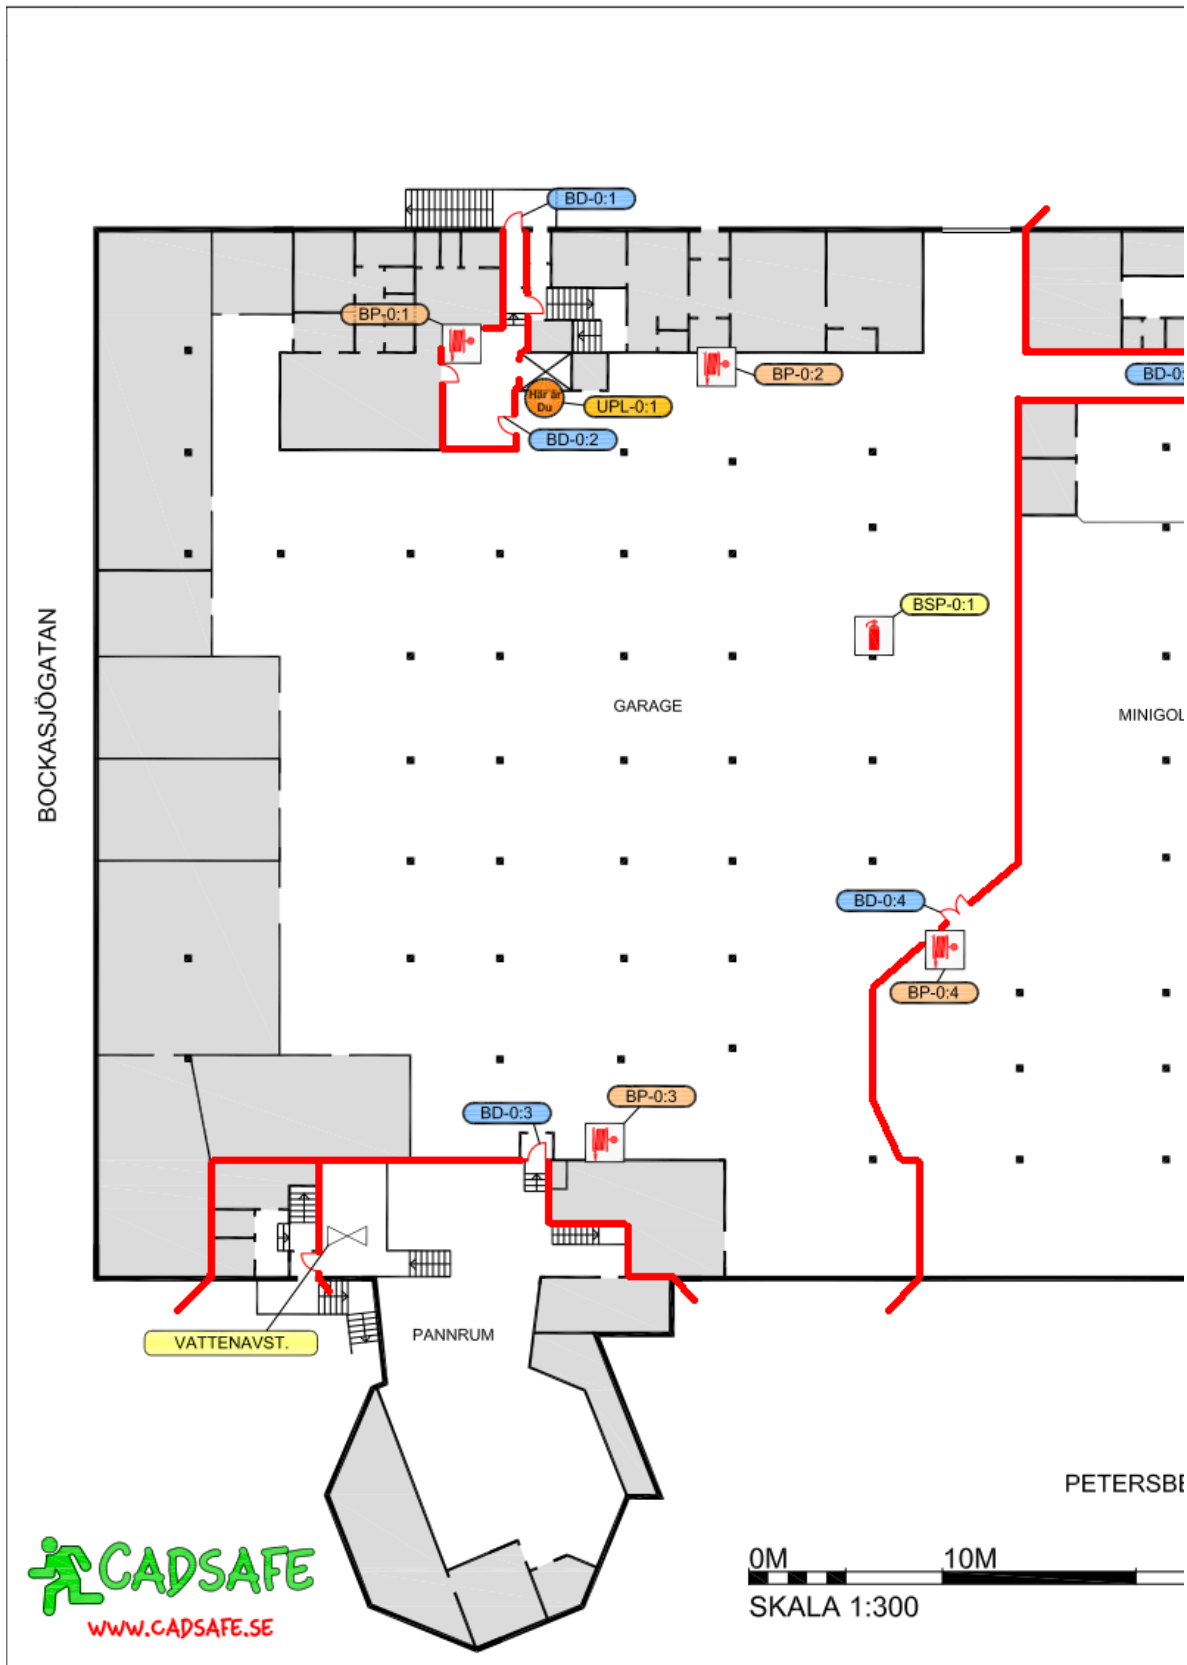 BD-0:1
BP-0:1
BP-0:2
BD-0:
Här är
Du
UPL-0:1
BD-0:2
BSP-0:1
BOCKASJÖGATAN
GARAGE
MINIGOL
BD-0:4
BP-0:4
BP-0:3
BD-0:3
VATTENAVST.
PANNRUM
PETERSBE
CADSAFE
WWW.CADSAFE.SE
0M 10M
SKALA 1:300